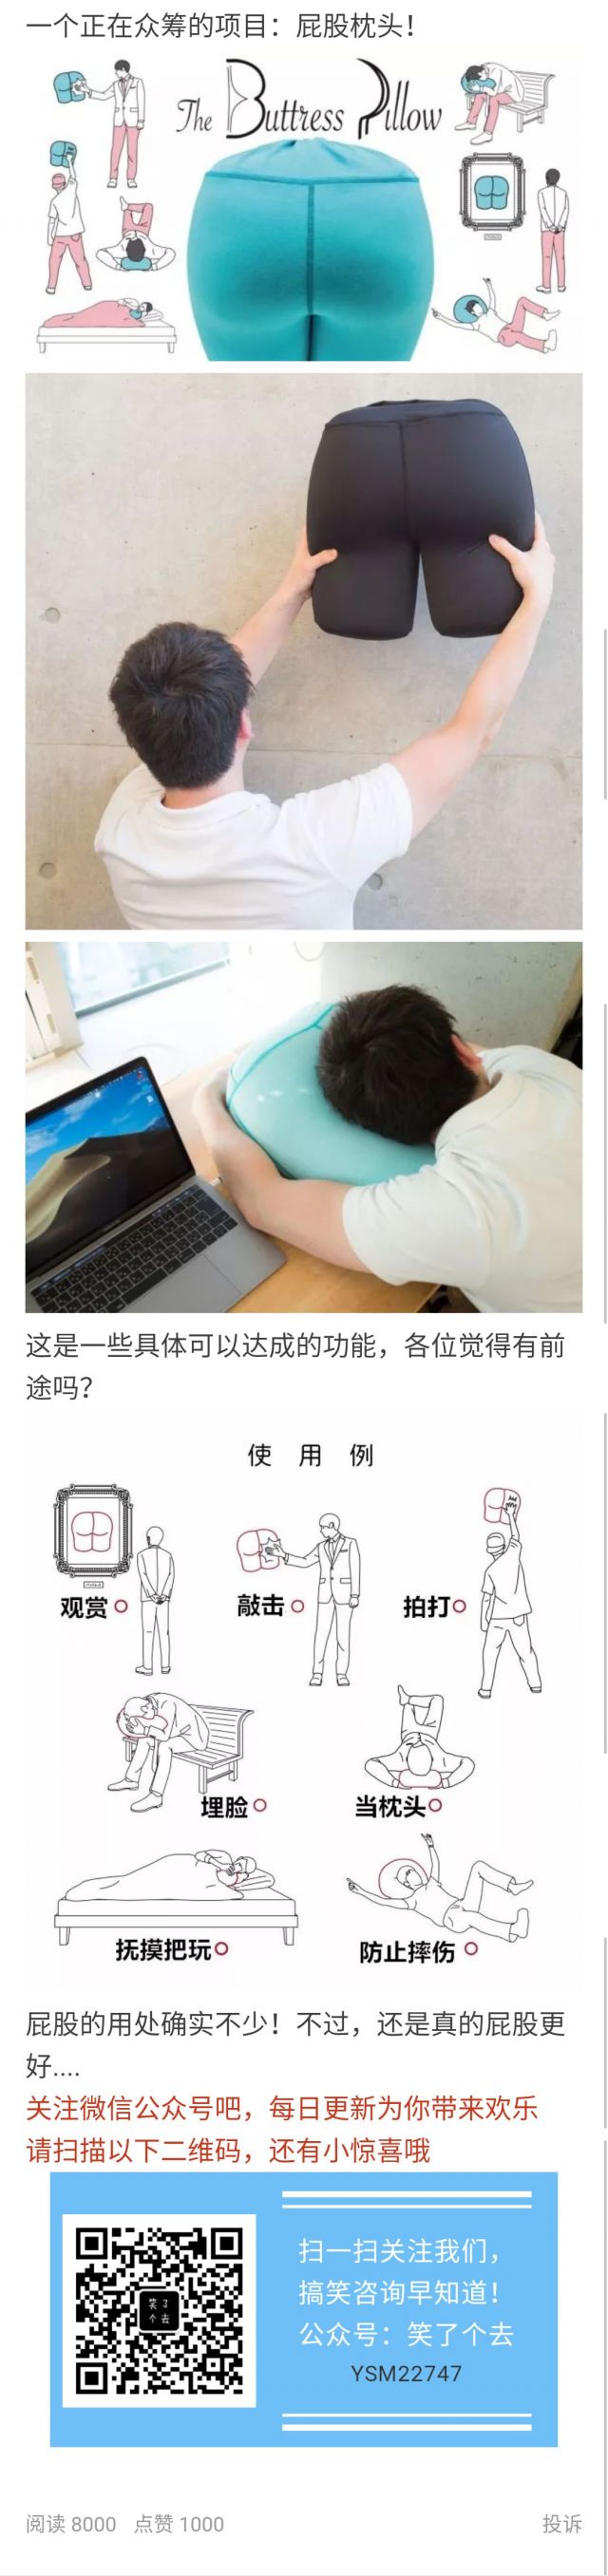 一个正在众筹的项目：屁股枕头！
The Buttress Pillow
这是一些具体可以达成的功能，各位觉得有前
途吗？
使 用 例
观赏
敲击
拍打
埋脸
当枕头
抚摸把玩
防止摔伤
屁股的用处确实不少！不过，还是真的屁股更
好....
关注微信公众号吧，每日更新为你带来欢乐
请扫描以下二维码，还有小惊喜哦
扫一扫关注我们，
搞笑咨询早知道！
公众号：笑了个去
YSM22747
笑了
个去
阅读 8000 点赞 1000 投诉